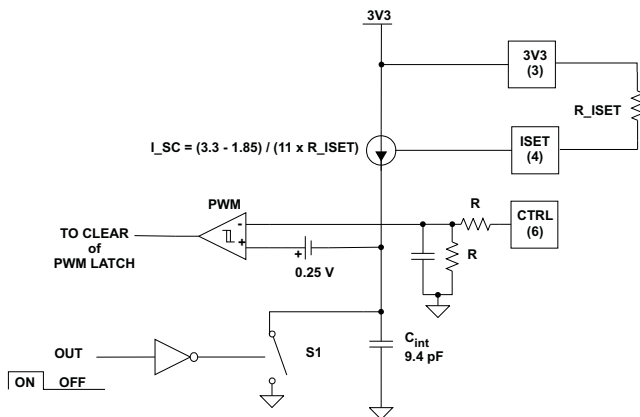 3V3
3V3
(3)
R_ISET
I_SC = (3.3 - 1.85) / (11 x R_ISET)
ISET
(4)
PWM
R
CTRL
(6)
TO CLEAR
of
PWM LATCH
-
+
+
0.25 V
R
OUT
S1
Cint
9.4 pF
ON OFF